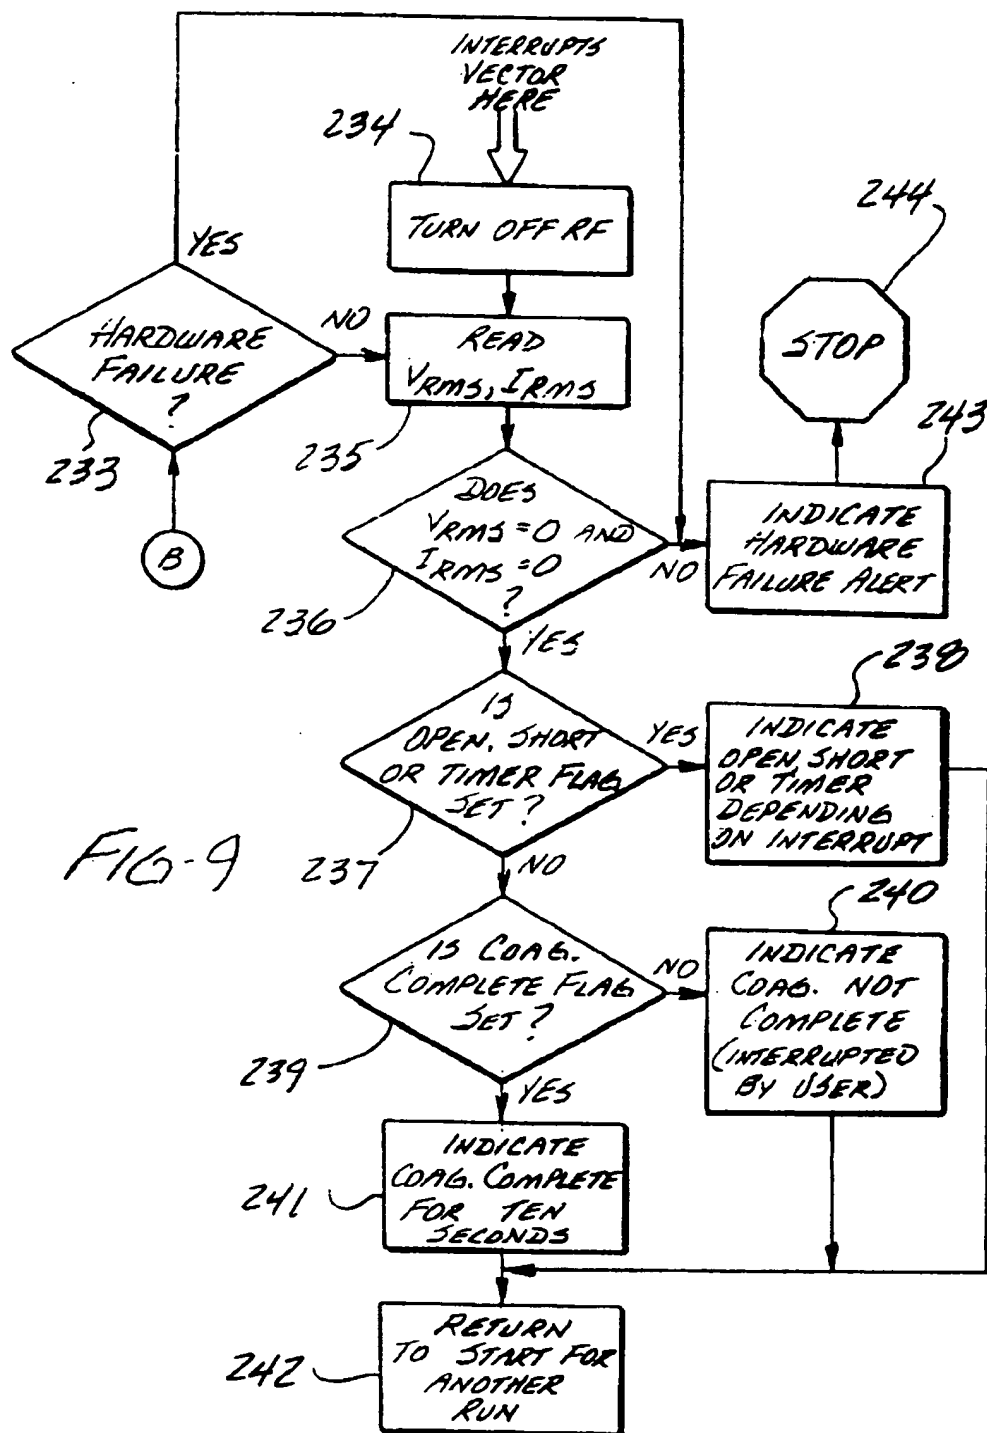 INTERRUPTS
VECTOR
HERE
234
TURN OFF RF
244
STOP
YES
HARDWARE
FAILURE
?
NO
READ
VRMS, IRMS
233
235
243
B
DOES
VRMS = 0 AND
IRMS = 0
?
NO
INDICATE
HARDWARE
FAILURE ALERT
236
YES
238
IS
OPEN, SHORT
OR TIMER FLAG
SET?
YES
INDICATE
OPEN, SHORT
OR TIMER
DEPENDING
ON INTERRUPT
FIG-9
237
NO
240
IS COAG.
COMPLETE FLAG
SET?
NO
INDICATE
COAG. NOT
COMPLETE
(INTERRUPTED
BY USER)
239
YES
INDICATE
COAG. COMPLETE
FOR TEN
SECONDS
241
RETURN
TO START FOR
ANOTHER
RUN
242